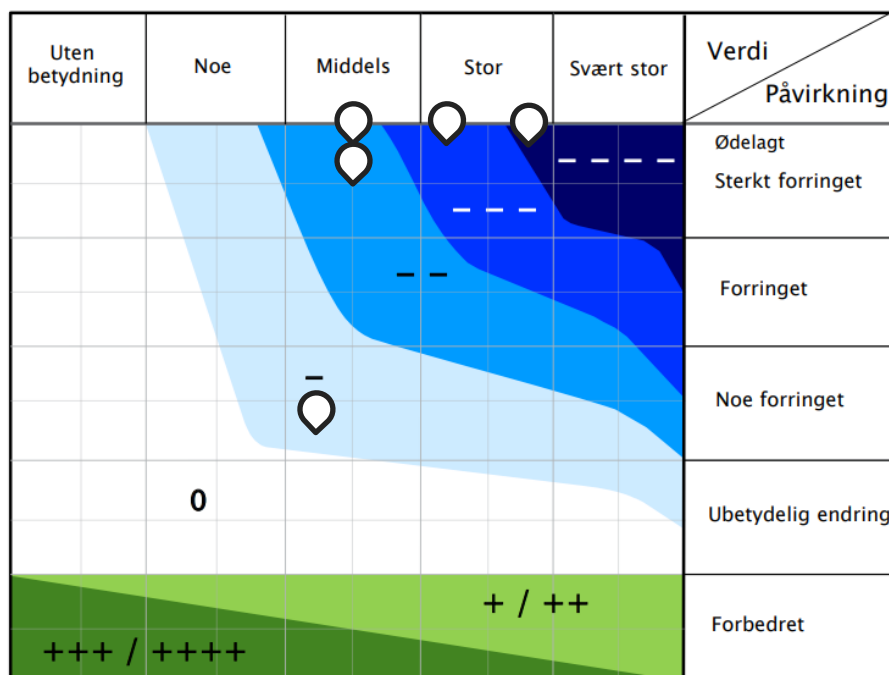 Uten
betydning
Noe
Middels
Stor
Svært stor
Verdi
Påvirkning
Ødelagt
Sterkt forringet
– – – –
– – –
Forringet
– –
–
Noe forringet
0
Ubetydelig endring
+ / ++
Forbedret
+++ / ++++